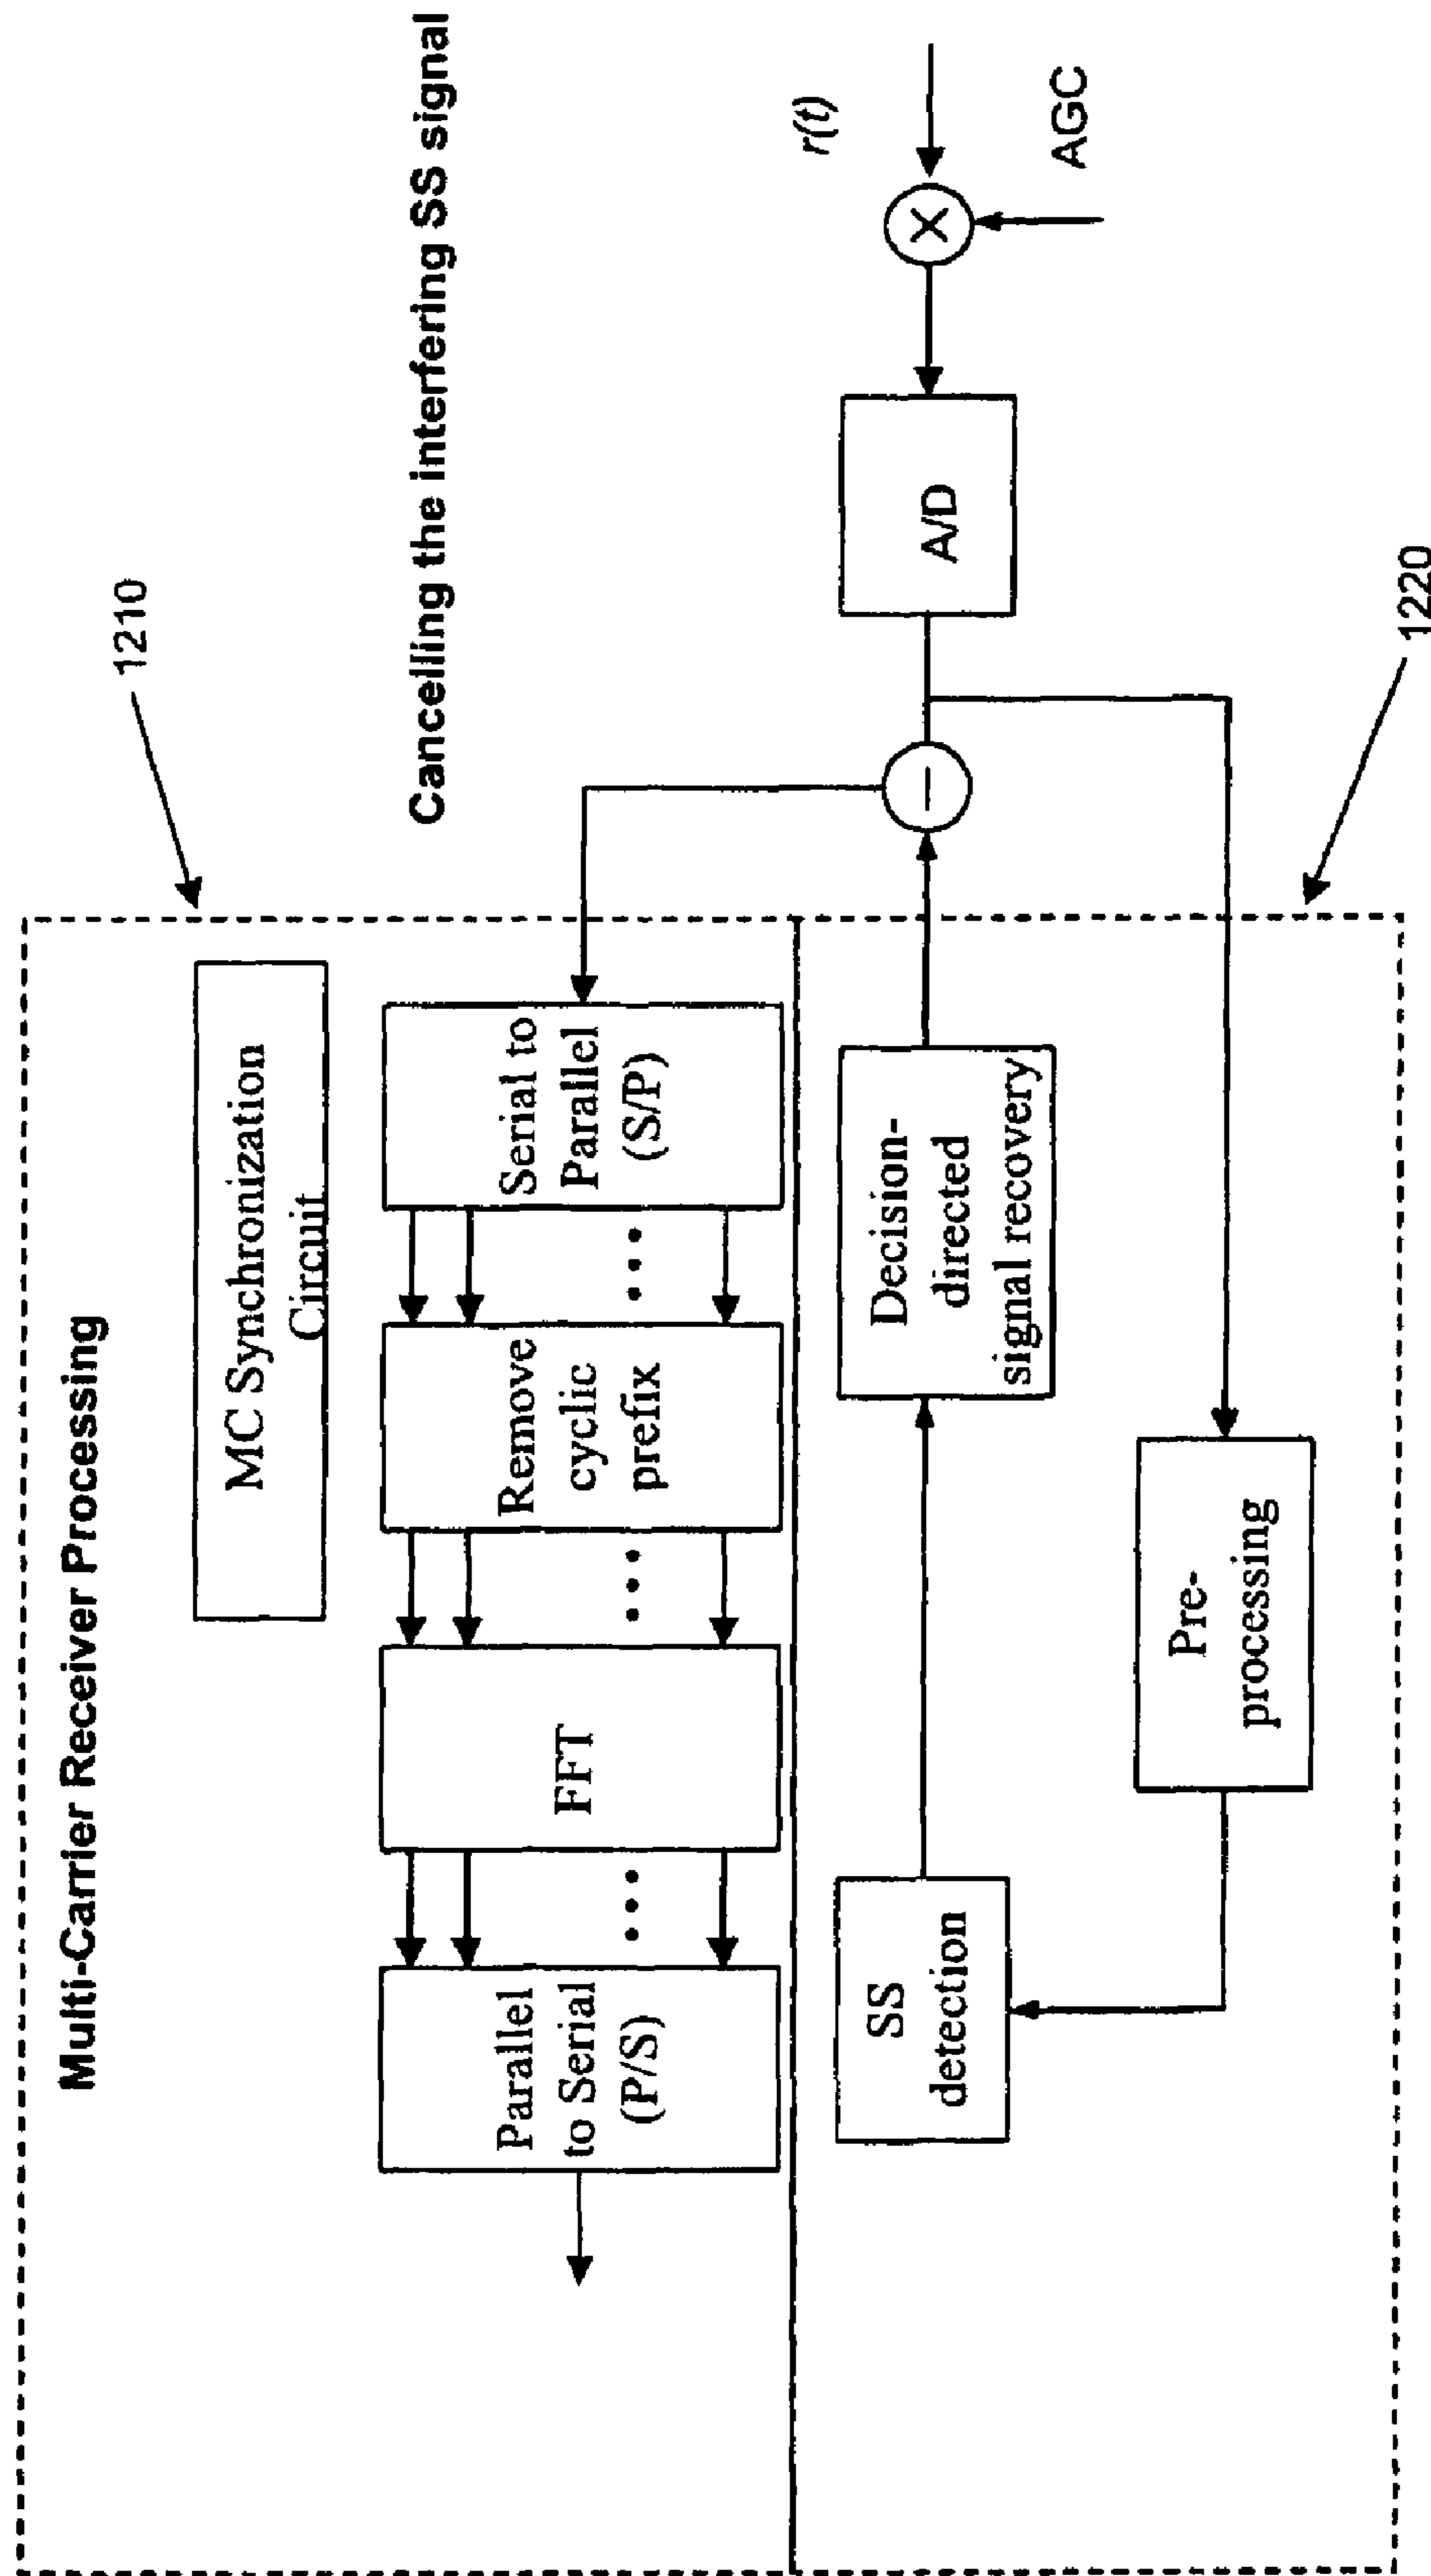 Multi-Carrier Receiver Processing
1210
MC Synchronization
Circuit
Cancelling the interfering SS signal
Parallel
to Serial
(P/S)
FFT
Remove
cyclic
prefix
Serial to
Parallel
(S/P)
r(t)
SS
detection
Decision-
directed
signal recovery
A/D
AGC
Pre-
processing
1220